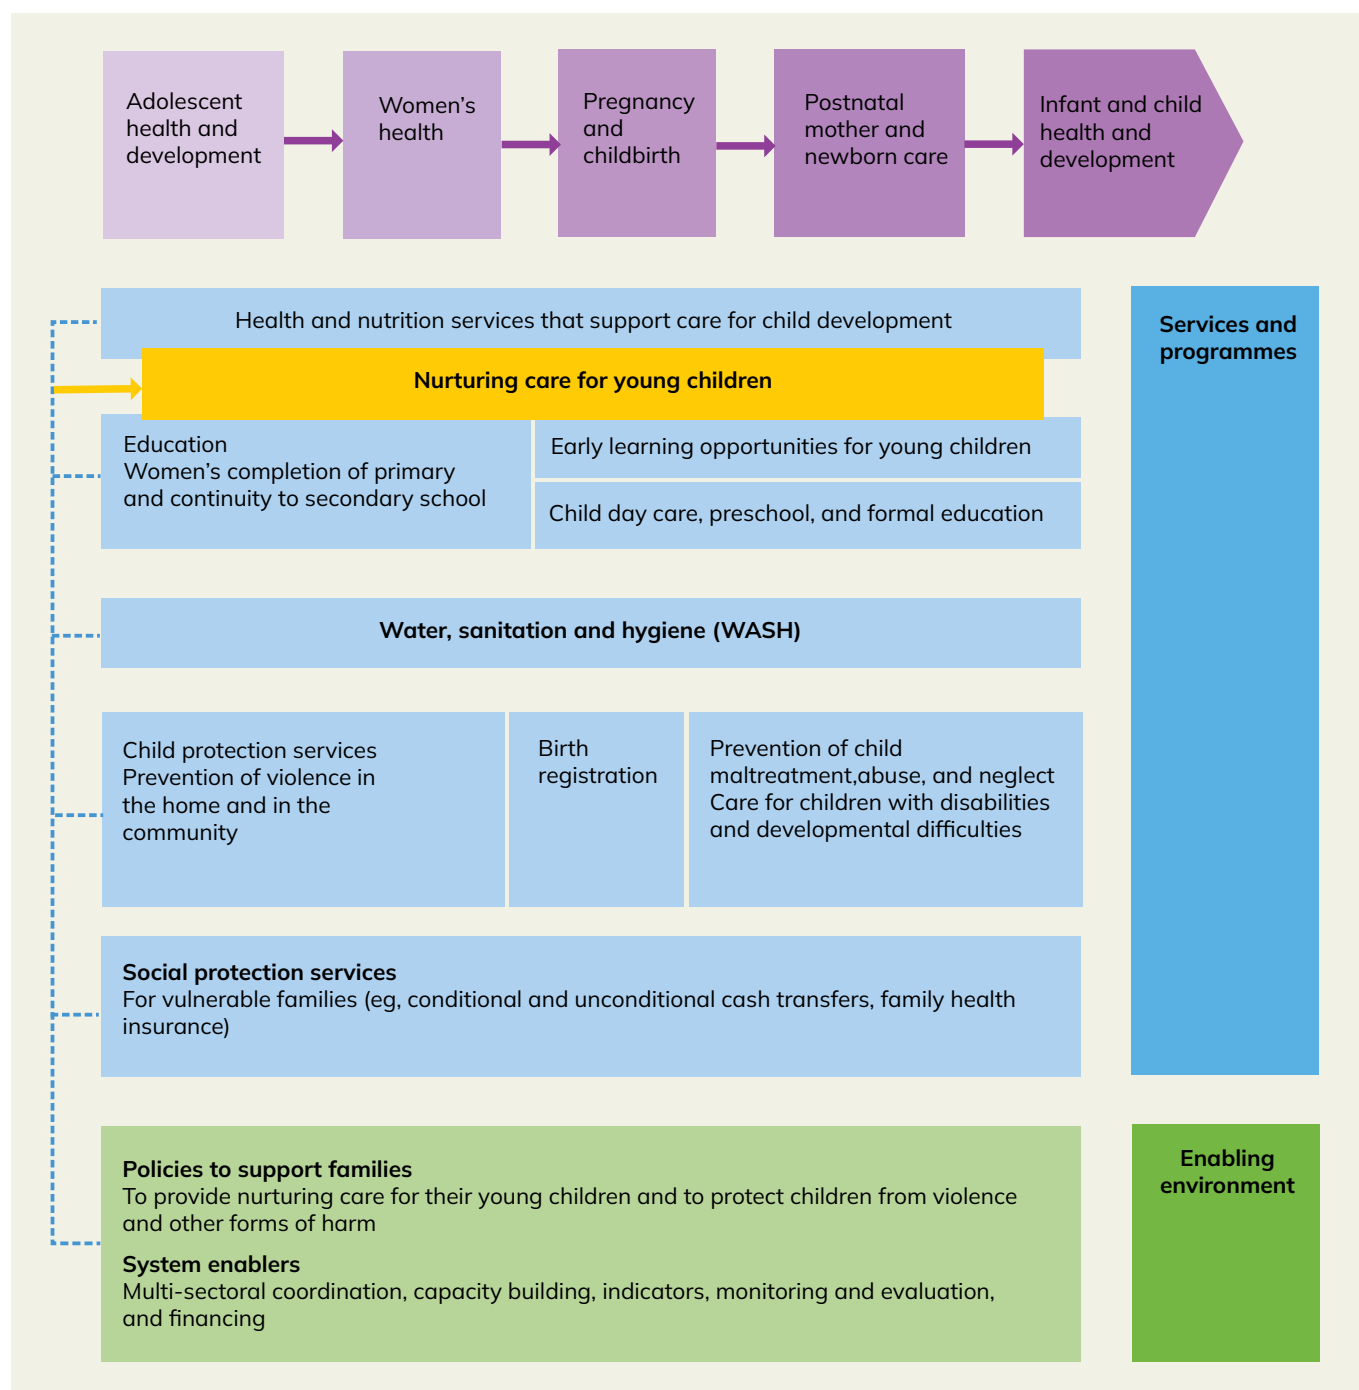 Adolescent
health and
development
Women’s
health
Pregnancy
and
childbirth
Postnatal
mother and
newborn care
Infant and child
health and
development
Health and nutrition services that support care for child development
Services and
programmes
Nurturing care for young children
Education
Women’s completion of primary
and continuity to secondary school
Early learning opportunities for young children
Child day care, preschool, and formal education
Water, sanitation and hygiene (WASH)
Child protection services
Prevention of violence in
the home and in the
community
Birth
registration
Prevention of child
maltreatment,abuse, and neglect
Care for children with disabilities
and developmental difficulties
Social protection services
For vulnerable families (eg, conditional and unconditional cash transfers, family health
insurance)
Policies to support families
To provide nurturing care for their young children and to protect children from violence
and other forms of harm
System enablers
Multi-sectoral coordination, capacity building, indicators, monitoring and evaluation,
and financing
Enabling
environment